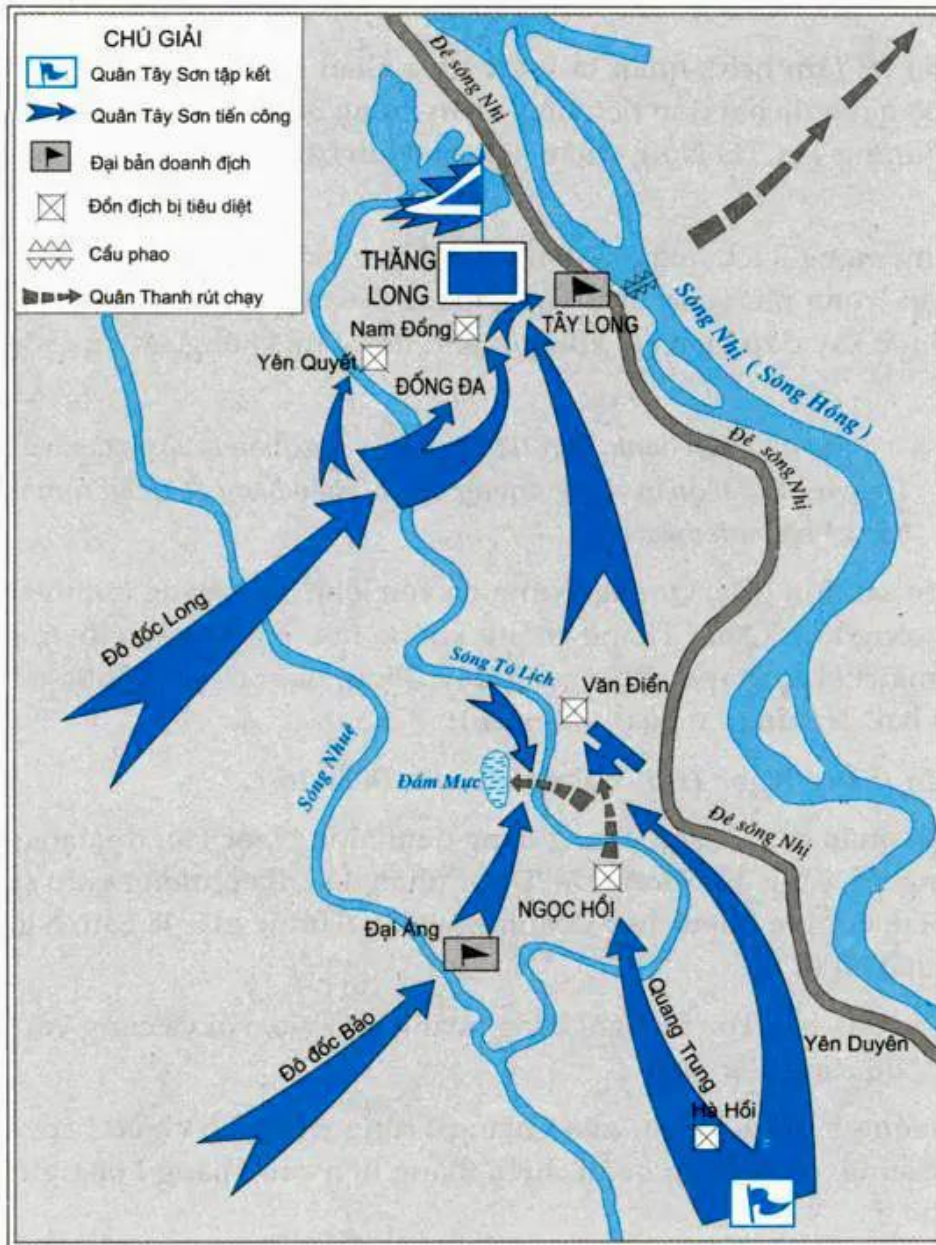 CHÚ GIẢI
Quân Tây Sơn tập kết
Quân Tây Sơn tiến công
Đại bản doanh địch
Đồn địch bị tiêu diệt
Cầu phao
Quân Thanh rút chạy
Đê sông Nhị
THĂNG
LONG
TÂY LONG
Nam Đồng
Yên Quyết
ĐỐNG ĐA
Sông Nhị ( Sông Hồng )
Đê sông Nhị
Đô đốc Long
Sông Tô Lịch
Văn Điển
Sông Nhuệ
Đầm Mực
Đê sông Nhị
NGỌC HỒI
Đại Áng
Đô đốc Bảo
Quang Trung
Yên Duyên
Hà Hồi